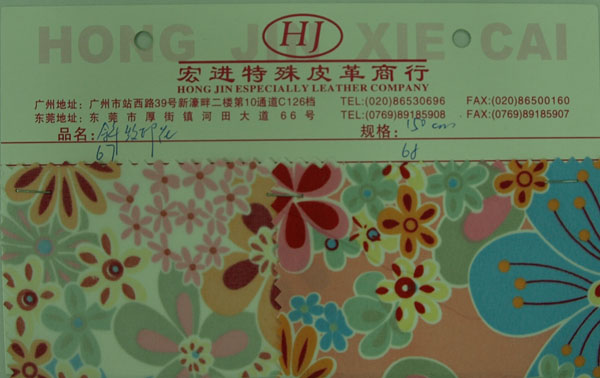 HONG JIN XIE CAI
HJ
宏进特殊皮革商行
HONG JIN ESPECIALLY LEATHER COMPANY
广州地址: 广州市站西路39号新濠畔二楼第10通道C126档 TEL:(020)86530696 FAX:(020)86500160
东莞地址: 东莞市厚街镇河田大道66号 TEL:(0769)89185908 FAX:(0769)89185907
品名: 斜纹印花 规格: 150cm
67 68